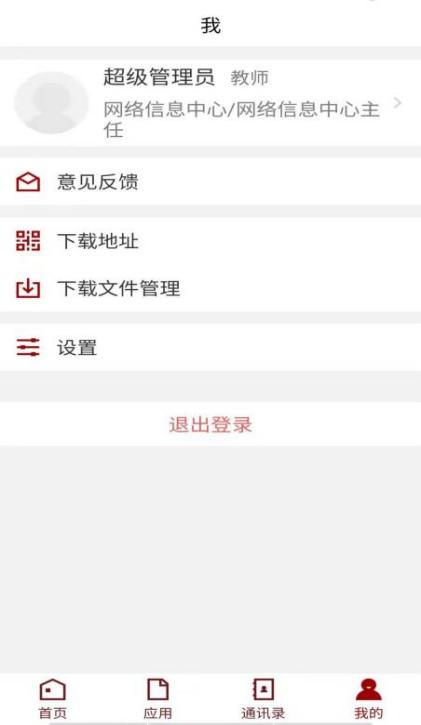 我
超级管理员 教师
网络信息中心/网络信息中心主
任
意见反馈
下载地址
下载文件管理
设置
退出登录
首页 应用 通讯录 我的